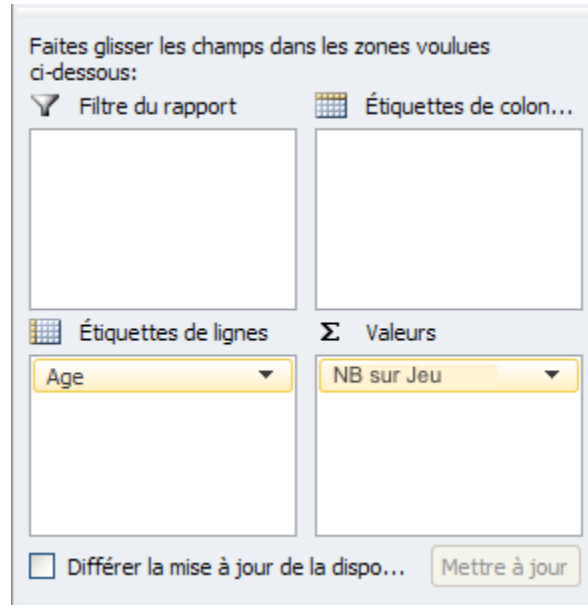 Faites glisser les champs dans les zones voulues
ci-dessous:
Filtre du rapport
Étiquettes de colon...
Étiquettes de lignes
Σ Valeurs
Age
NB sur Jeu
Différer la mise à jour de la dispo...
Mettre à jour